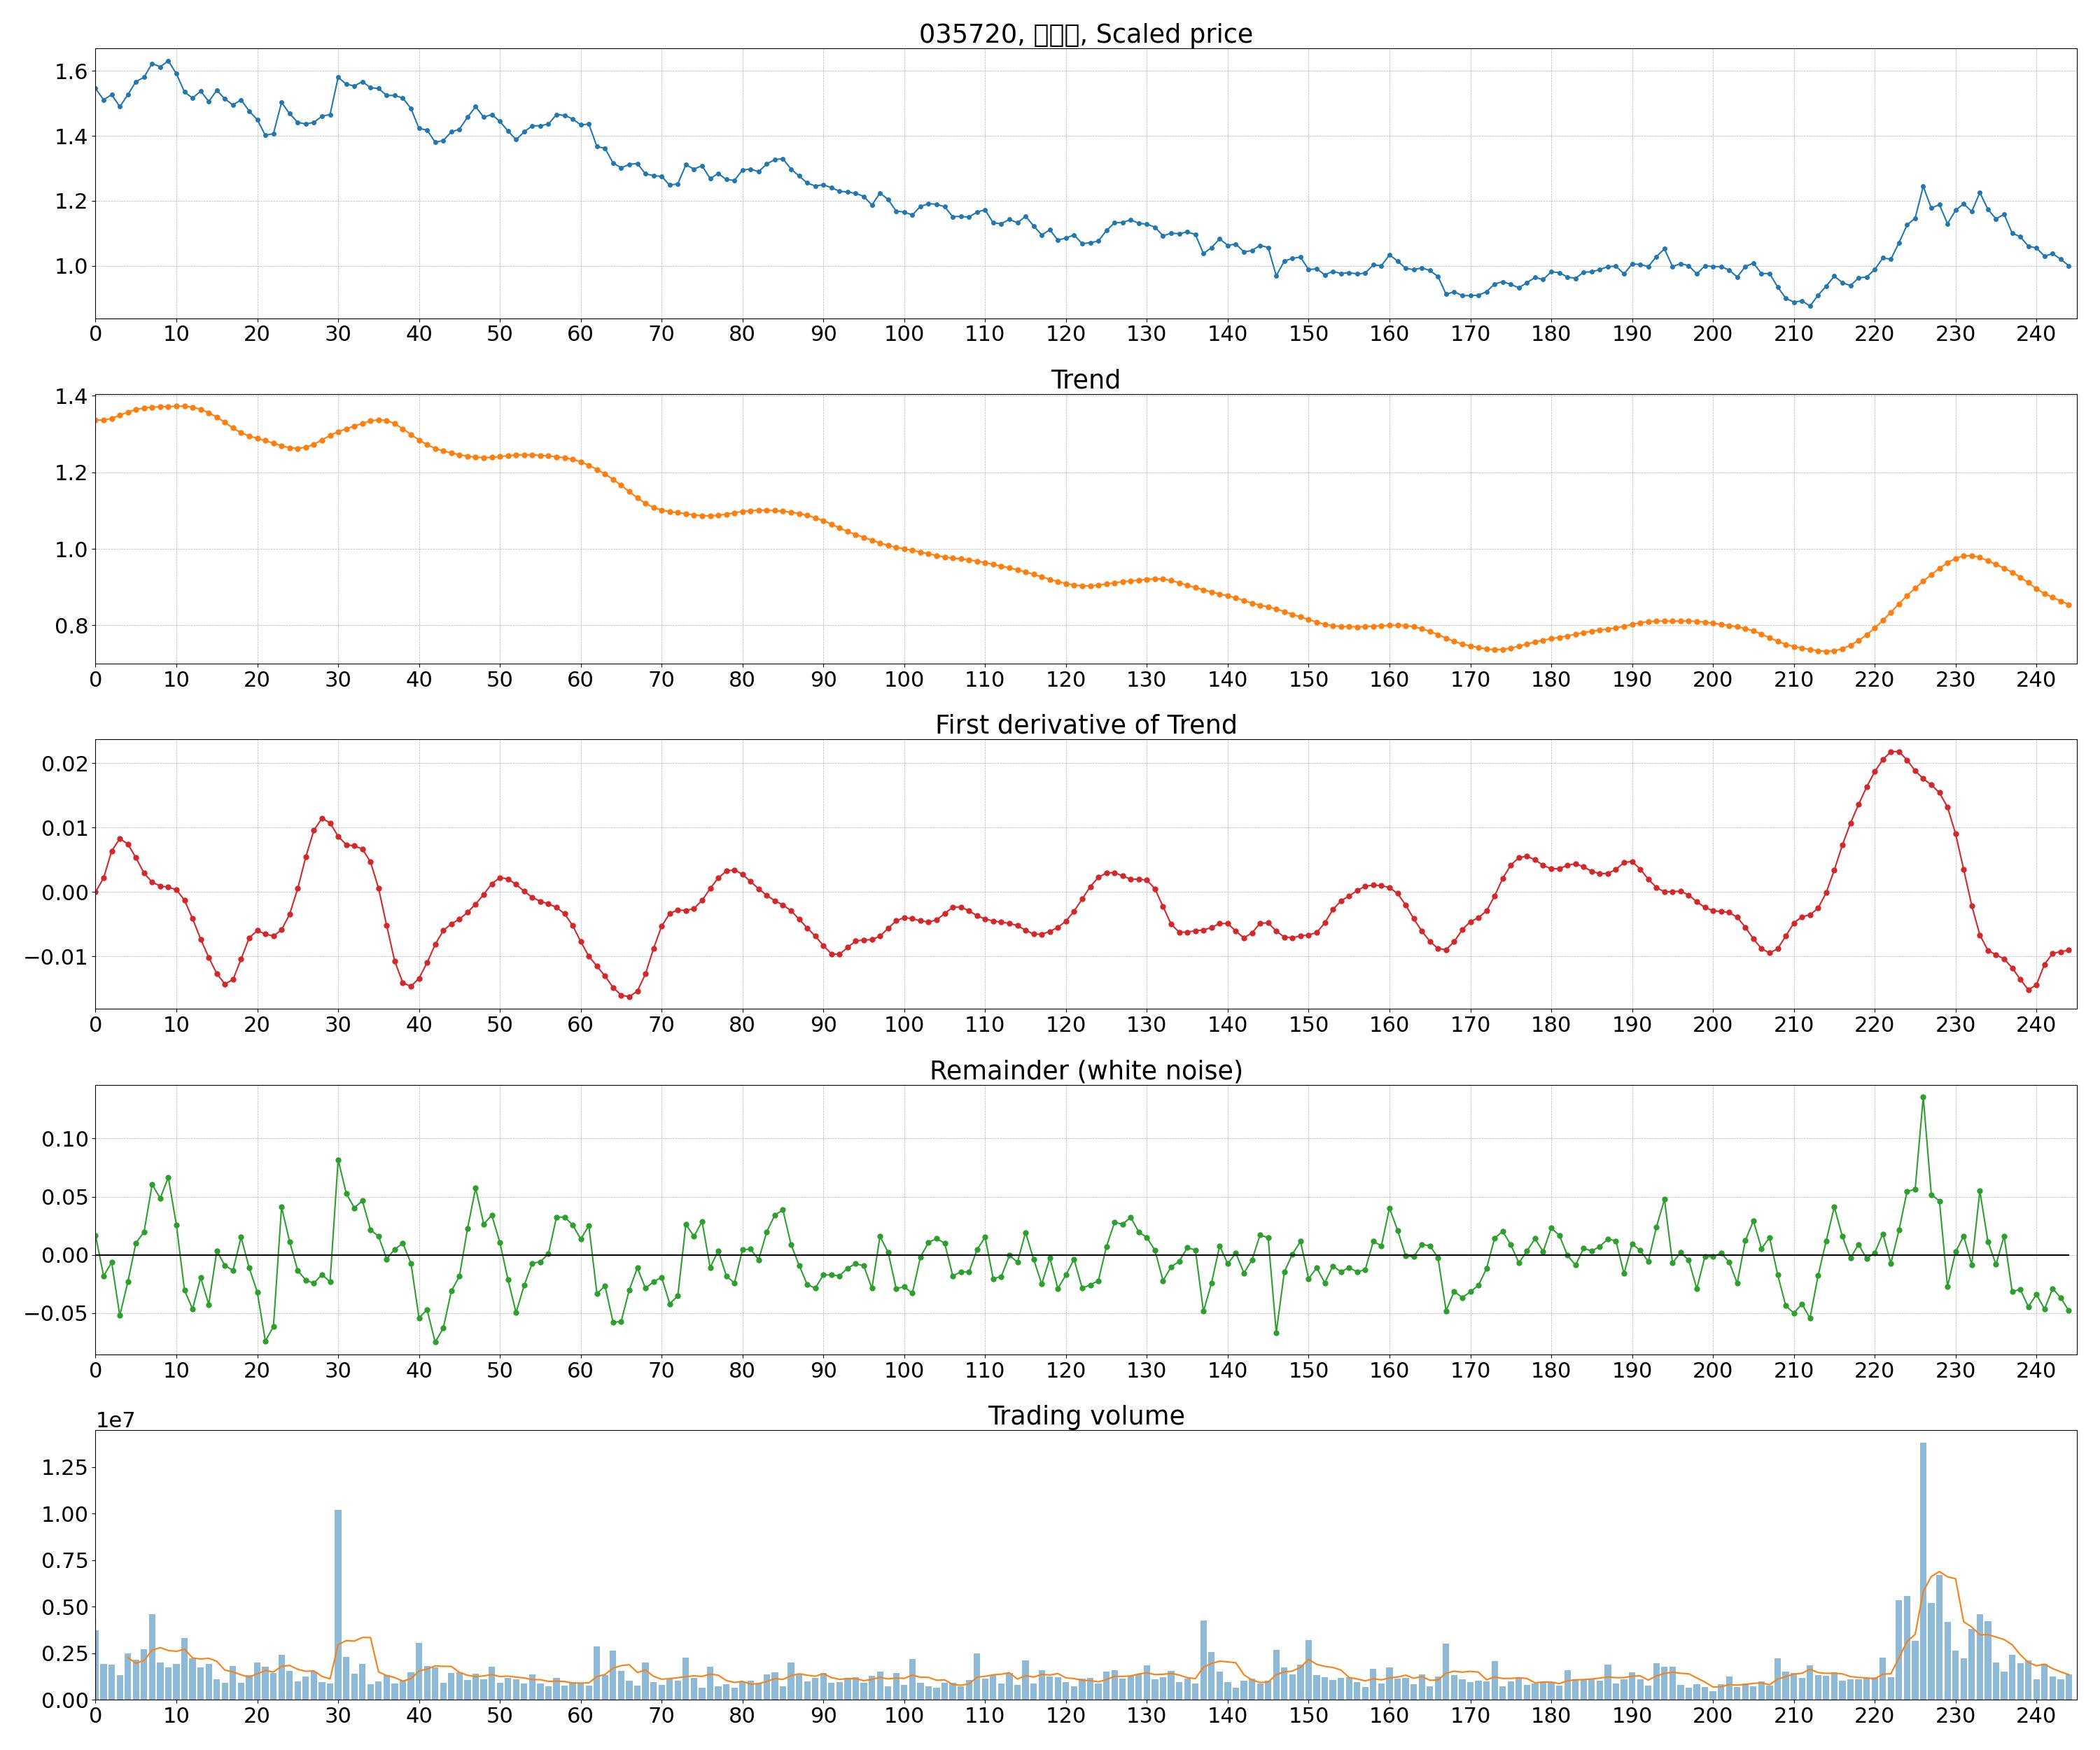 035720, □□□, Scaled price
1.6
1.4
1.2
1.0
0 10 20 30 40 50 60 70 80 90 100 110 120 130 140 150 160 170 180 190 200 210 220 230 240
Trend
1.4
1.2
1.0
0.8
0 10 20 30 40 50 60 70 80 90 100 110 120 130 140 150 160 170 180 190 200 210 220 230 240
First derivative of Trend
0.02
0.01
0.00
−0.01
0 10 20 30 40 50 60 70 80 90 100 110 120 130 140 150 160 170 180 190 200 210 220 230 240
Remainder (white noise)
0.10
0.05
0.00
−0.05
0 10 20 30 40 50 60 70 80 90 100 110 120 130 140 150 160 170 180 190 200 210 220 230 240
Trading volume
1e7
1.25
1.00
0.75
0.50
0.25
0.00
0 10 20 30 40 50 60 70 80 90 100 110 120 130 140 150 160 170 180 190 200 210 220 230 240